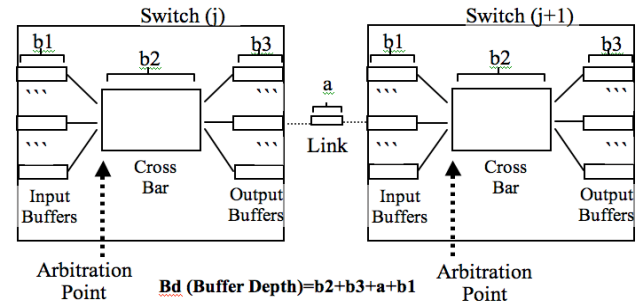 Switch (j)
Switch (j+1)
b1
b2
b3
b1
b2
b3
a
Link
Cross
Bar
Cross
Bar
Input
Buffers
Output
Buffers
Input
Buffers
Output
Buffers
Arbitration
Point
Bd (Buffer Depth)=b2+b3+a+b1
Arbitration
Point